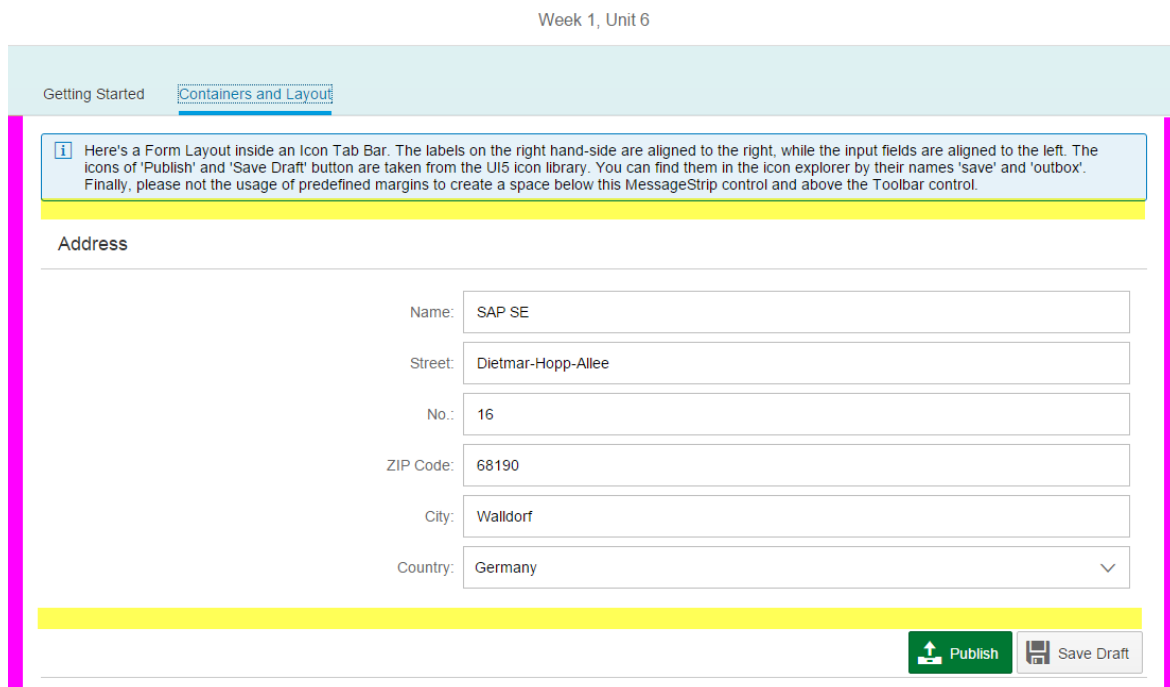 Week 1, Unit 6
Getting Started Containers and Layout
Here's a Form Layout inside an Icon Tab Bar. The labels on the right hand-side are aligned to the right, while the input fields are aligned to the left. The
icons of 'Publish' and 'Save Draft' button are taken from the UI5 icon library. You can find them in the icon explorer by their names 'save' and 'outbox'.
Finally, please not the usage of predefined margins to create a space below this MessageStrip control and above the Toolbar control.
Address
Name: SAP SE
Street: Dietmar-Hopp-Allee
No.: 16
ZIP Code: 68190
City: Walldorf
Country: Germany
Publish Save Draft